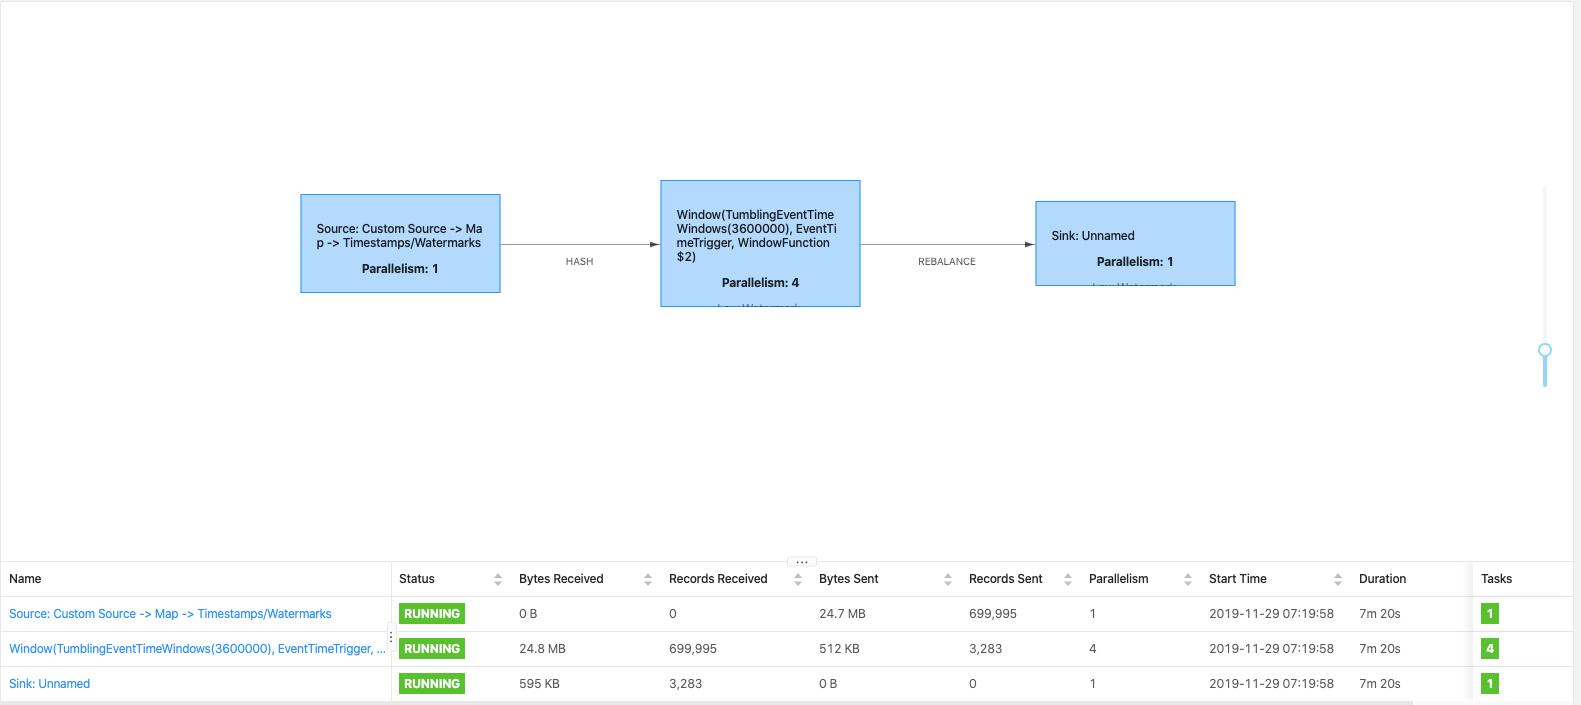 Source: Custom Source -> Ma
p -> Timestamps/Watermarks
Parallelism: 1
HASH
Window(TumblingEventTime
Windows(3600000), EventTi
meTrigger, WindowFunction
$2)
Parallelism: 4
REBALANCE
Sink: Unnamed
Parallelism: 1
Name Status Bytes Received Records Received Bytes Sent Records Sent Parallelism Start Time Duration Tasks
Source: Custom Source -> Map -> Timestamps/Watermarks RUNNING 0 B 0 24.7 MB 699,995 1 2019-11-29 07:19:58 7m 20s 1
Window(TumblingEventTimeWindows(3600000), EventTimeTrigger, ... RUNNING 24.8 MB 699,995 512 KB 3,283 4 2019-11-29 07:19:58 7m 20s 4
Sink: Unnamed RUNNING 595 KB 3,283 0 B 0 1 2019-11-29 07:19:58 7m 20s 1